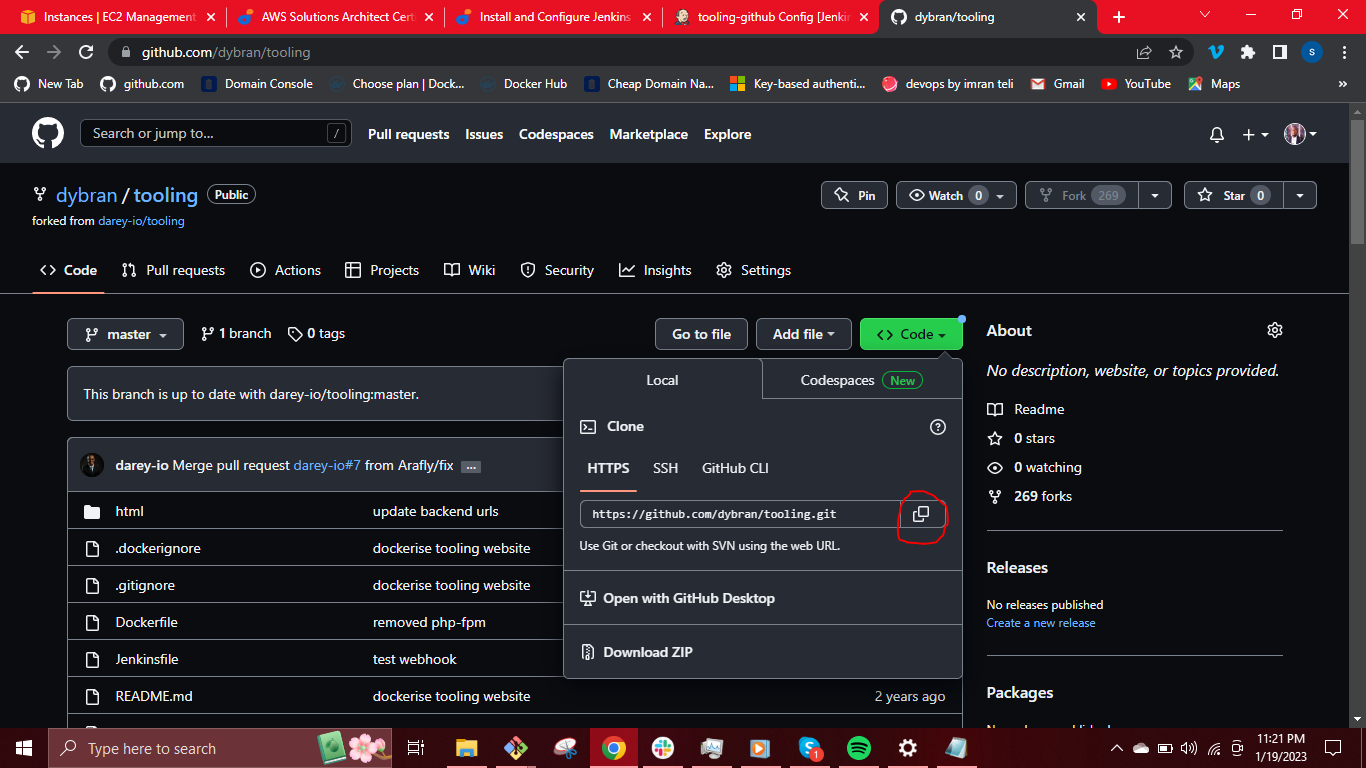 Instances | EC2 Management
AWS Solutions Architect Cert
Install and Configure Jenkins
tooling-github Config [Jenki
dybran/tooling
github.com/dybran/tooling
S
New Tab
github.com
Domain Console
Choose plan | Dock...
Docker Hub
Cheap Domain Na...
Key-based authenti...
devops by imran teli
Gmail
YouTube
Maps
»
Search or jump to...
/
Pull requests
Issues
Codespaces
Marketplace
Explore
dybran / tooling
Public
forked from darey-io/tooling
Pin
Watch 0
Fork 269
Star 0
Code
Pull requests
Actions
Projects
Wiki
Security
Insights
Settings
master
1 branch
0 tags
Go to file
Add file
Code
This branch is up to date with darey-io/tooling:master.
darey-io Merge pull request darey-io#7 from Arafly/fix ...
html
update backend urls
.dockerignore
dockerise tooling website
.gitignore
dockerise tooling website
Dockerfile
removed php-fpm
Jenkinsfile
test webhook
README.md
dockerise tooling website
2 years ago
Local
Codespaces New
Clone
HTTPS
SSH
GitHub CLI
https://github.com/dybran/tooling.git
Use Git or checkout with SVN using the web URL.
Open with GitHub Desktop
Download ZIP
About
No description, website, or topics provided.
Readme
0 stars
0 watching
269 forks
Releases
No releases published
Create a new release
Packages
Type here to search
1
11:21 PM
1/19/2023